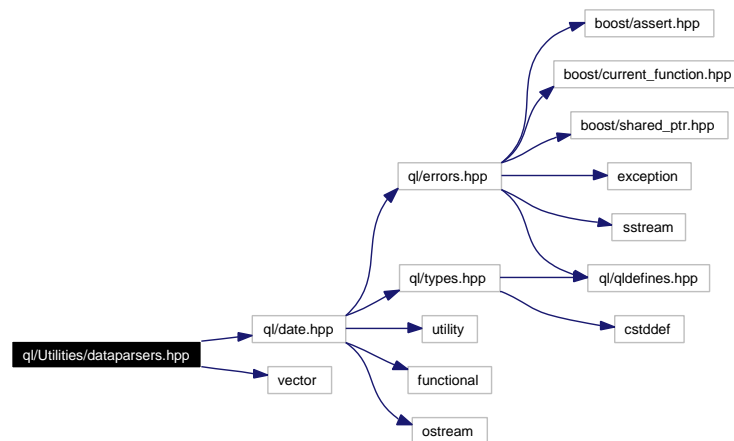 boost/assert.hpp
boost/current_function.hpp
boost/shared_ptr.hpp
ql/errors.hpp
exception
sstream
ql/types.hpp
ql/qldefines.hpp
ql/date.hpp
utility
cstddef
ql/Utilities/dataparsers.hpp
vector
functional
ostream